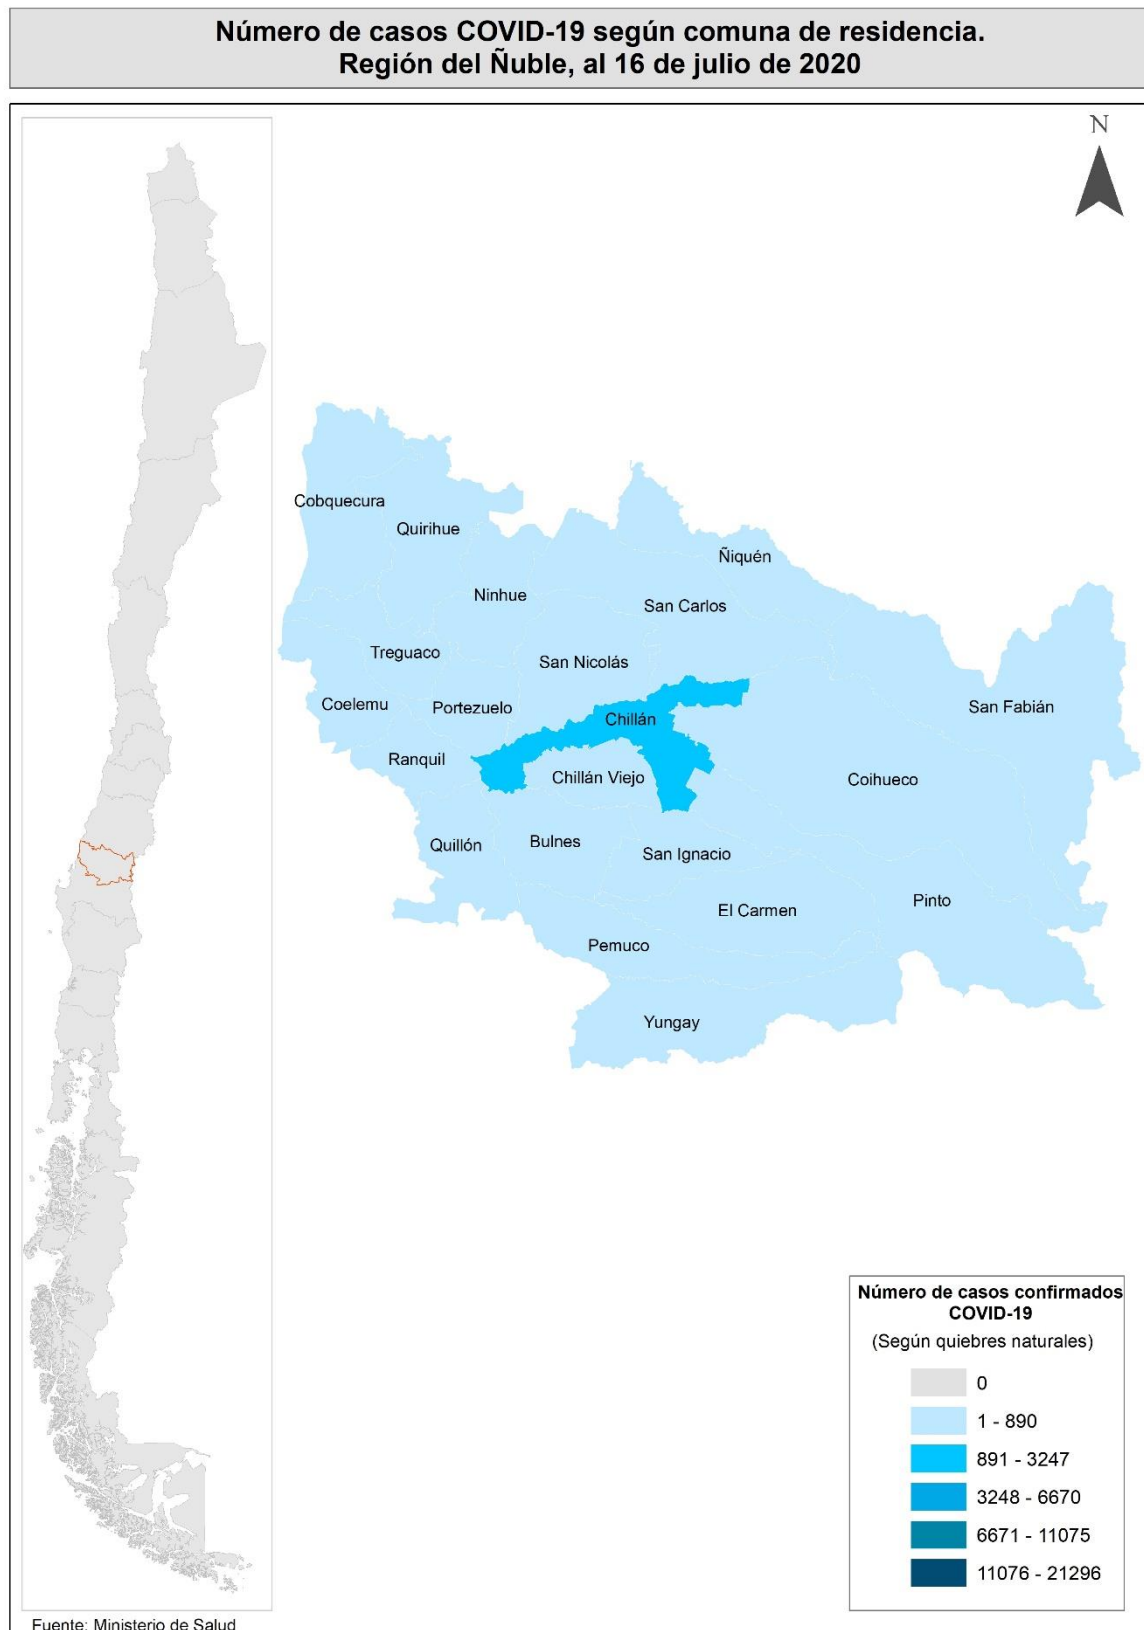 Número de casos COVID-19 según comuna de residencia.
Región del Ñuble, al 16 de julio de 2020
N
Cobquecura
Quirihue
Ñiquén
Ninhue
San Carlos
Treguaco
San Nicolás
Coelemu
Portezuelo
Chillán
San Fabián
Ranquil
Chillán Viejo
Coihueco
Quillón
Bulnes
San Ignacio
Pinto
El Carmen
Pemuco
Yungay
Número de casos confirmados
COVID-19
(Según quiebres naturales)
0
1 - 890
891 - 3247
3248 - 6670
6671 - 11075
11076 - 21296
Fuente: Ministerio de Salud